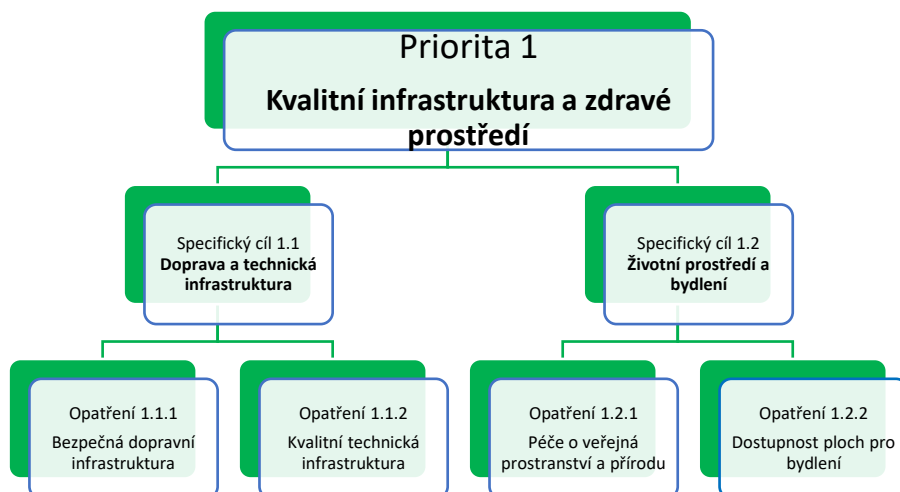 Priorita 1
Kvalitní infrastruktura a zdravé
prostředí
Specifický cíl 1.1
Doprava a technická
infrastruktura
Specifický cíl 1.2
Životní prostředí a
bydlení
Opatření 1.1.1
Bezpečná dopravní
infrastruktura
Opatření 1.1.2
Kvalitní technická
infrastruktura
Opatření 1.2.1
Péče o veřejná
prostranství a přírodu
Opatření 1.2.2
Dostupnost ploch pro
bydlení